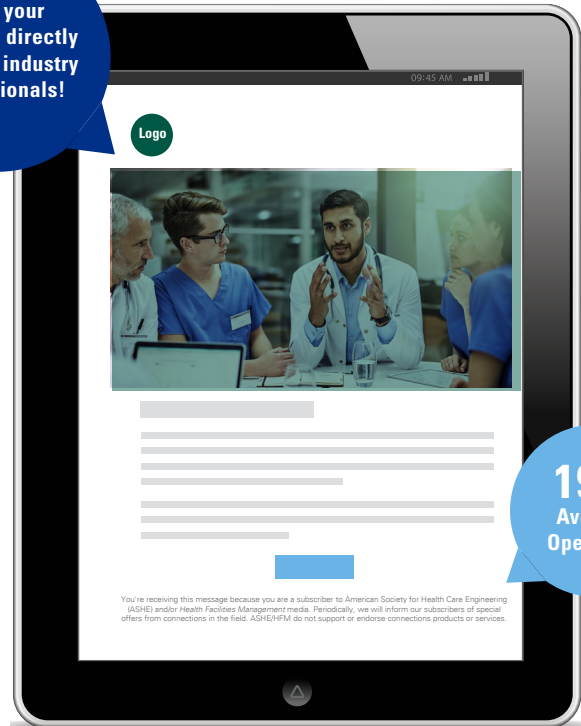 your
directly
industry
ionals!
09:45 AM
Logo
19
Av
Ope
You're receiving this message because you are a subscriber to American Society for Health Care Engineering
(ASHE) and/or Health Facilities Management media. Periodically, we will inform our subscribers of special
offers from connections in the field. ASHE/HFM do not support or endorse connections products or services.